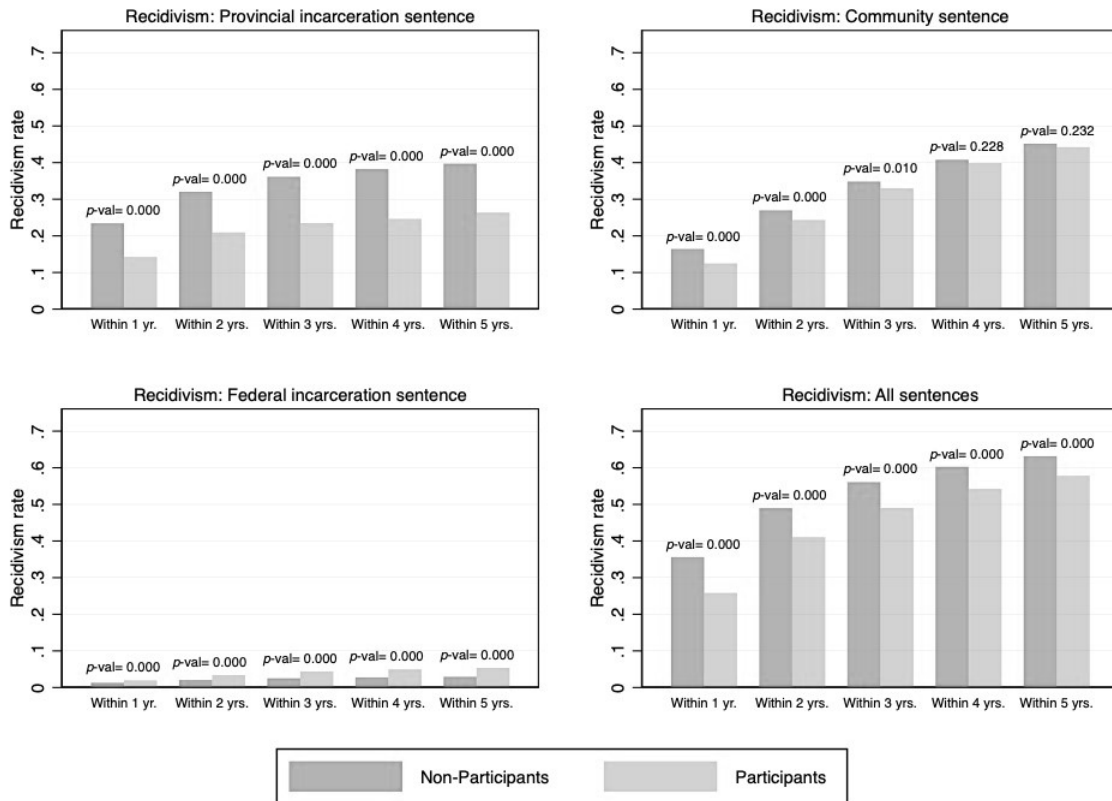 Recidivism: Provincial incarceration sentence
Recidivism rate
.7
.6
.5
.4
.3
.2
.1
0
p-val= 0.000
p-val= 0.000
p-val= 0.000
p-val= 0.000
p-val= 0.000
Within 1 yr. Within 2 yrs. Within 3 yrs. Within 4 yrs. Within 5 yrs.
Recidivism: Community sentence
Recidivism rate
.7
.6
.5
.4
.3
.2
.1
0
p-val= 0.000
p-val= 0.000
p-val= 0.010
p-val= 0.228
p-val= 0.232
Within 1 yr. Within 2 yrs. Within 3 yrs. Within 4 yrs. Within 5 yrs.
Recidivism: Federal incarceration sentence
Recidivism rate
.7
.6
.5
.4
.3
.2
.1
0
p-val= 0.000
p-val= 0.000
p-val= 0.000
p-val= 0.000
p-val= 0.000
Within 1 yr. Within 2 yrs. Within 3 yrs. Within 4 yrs. Within 5 yrs.
Recidivism: All sentences
Recidivism rate
.7
.6
.5
.4
.3
.2
.1
0
p-val= 0.000
p-val= 0.000
p-val= 0.000
p-val= 0.000
p-val= 0.000
Within 1 yr. Within 2 yrs. Within 3 yrs. Within 4 yrs. Within 5 yrs.
Non-Participants Participants